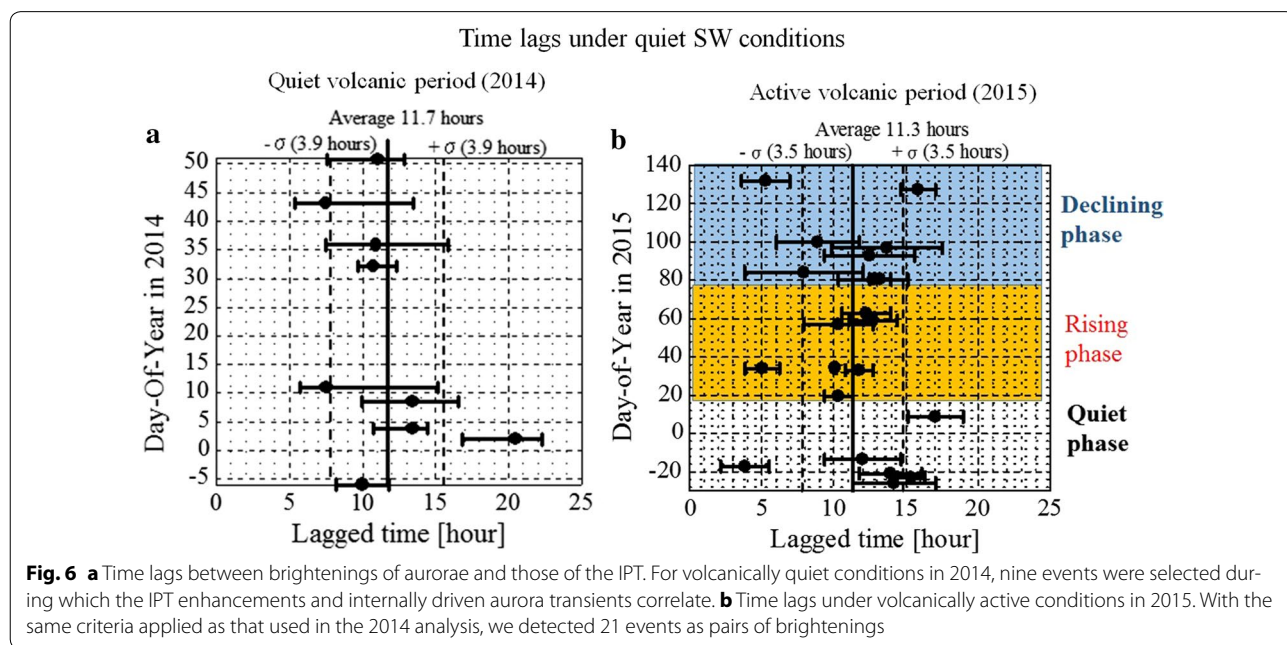 Time lags under quiet SW conditions
Quiet volcanic period (2014)
Average 11.7 hours
a
- σ (3.9 hours)
+ σ (3.9 hours)
50
45
40
35
30
25
20
15
10
5
0
-5
Day-Of-Year in 2014
0 5 10 15 20 25
Lagged time [hour]
Active volcanic period (2015)
Average 11.3 hours
b
- σ (3.5 hours)
+ σ (3.5 hours)
140
120
100
80
60
40
20
0
-20
Day-of-Year in 2015
0 5 10 15 20 25
Lagged time [hour]
Declining
phase
Rising
phase
Quiet
phase
Fig. 6 a Time lags between brightenings of aurorae and those of the IPT. For volcanically quiet conditions in 2014, nine events were selected dur-
ing which the IPT enhancements and internally driven aurora transients correlate. b Time lags under volcanically active conditions in 2015. With the
same criteria applied as that used in the 2014 analysis, we detected 21 events as pairs of brightenings